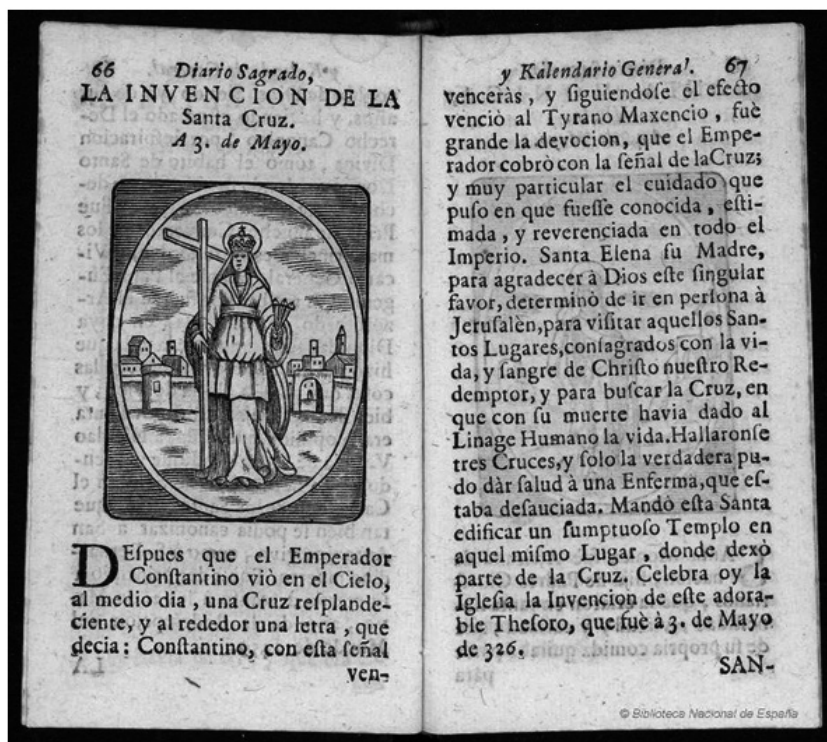 66 Diario Sagrado,
LA INVENCION DE LA
Santa Cruz.
A 3. de Mayo.
DEſpues que el Emperador
Conſtantino viò en el Cielo,
al medio dia , una Cruz reſplande-
ciente, y al rededor una letra , que
decia: Conſtantino, con eſta ſeñal
ven-
y Kalendario General. 67
venceràs , y ſiguiendoſe el efecto
venciò al Tyrano Maxencio , fuè
grande la devocion, que el Empe-
rador cobrò con la ſeñal de laCruz;
y muy particular el cuidado que
puſo en que fueſſe conocida , eſti-
mada , y reverenciada en todo el
Imperio. Santa Elena ſu Madre,
para agradecer à Dios eſte ſingular
favor, determinò de ir en perſona à
Jeruſalèn,para viſitar aquellos San-
tos Lugares,conſagrados con la vi-
da, y ſangre de Chriſto nueſtro Re-
demptor, y para buſcar la Cruz, en
que con ſu muerte havia dado al
Linage Humano la vida.Hallaronſe
tres Cruces,y ſolo la verdadera pu-
do dàr ſalud à una Enferma,que eſ-
taba deſauciada. Mandò eſta Santa
edificar un ſumptuoſo Templo en
aquel miſmo Lugar , donde dexò
parte de la Cruz. Celebra oy la
Igleſia la Invencion de eſte adora-
ble Theſoro, que fuè à 3. de Mayo
de 326.
SAN-
© Biblioteca Nacional de España